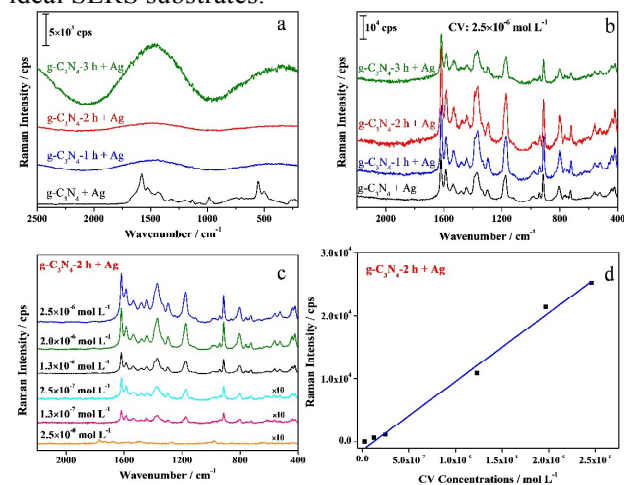 ideal SERS substrates.
a
5×10³ cps
g-C₃N₄-3 h + Ag
g-C₃N₄-2 h + Ag
g-C₃N₄-1 h + Ag
g-C₃N₄ + Ag
Raman Intensity / cps
2500 2000 1500 1000 500
Wavenumber / cm⁻¹
b
10⁴ cps
CV: 2.5×10⁻⁶ mol L⁻¹
g-C₃N₄-3 h + Ag
g-C₃N₄-2 h + Ag
g-C₃N₄-1 h + Ag
g-C₃N₄ + Ag
Raman Intensity / cps
2000 1600 1200 800 400
Wavenumber / cm⁻¹
g-C₃N₄-2 h + Ag
c
2.5×10⁻⁶ mol L⁻¹
2.0×10⁻⁶ mol L⁻¹
1.3×10⁻⁶ mol L⁻¹
2.5×10⁻⁷ mol L⁻¹ ×10
1.3×10⁻⁷ mol L⁻¹ ×10
2.5×10⁻⁸ mol L⁻¹ ×10
Raman Intensity / cps
2000 1600 1200 800 400
Wavenumber / cm⁻¹
g-C₃N₄-2 h + Ag
d
3.0x10⁴
2.0x10⁴
1.0x10⁴
0.0
Raman Intensity / cps
0.0 5.0x10⁻⁷ 1.0x10⁻⁶ 1.5x10⁻⁶ 2.0x10⁻⁶ 2.5x10⁻⁶
CV Concentrations / mol L⁻¹